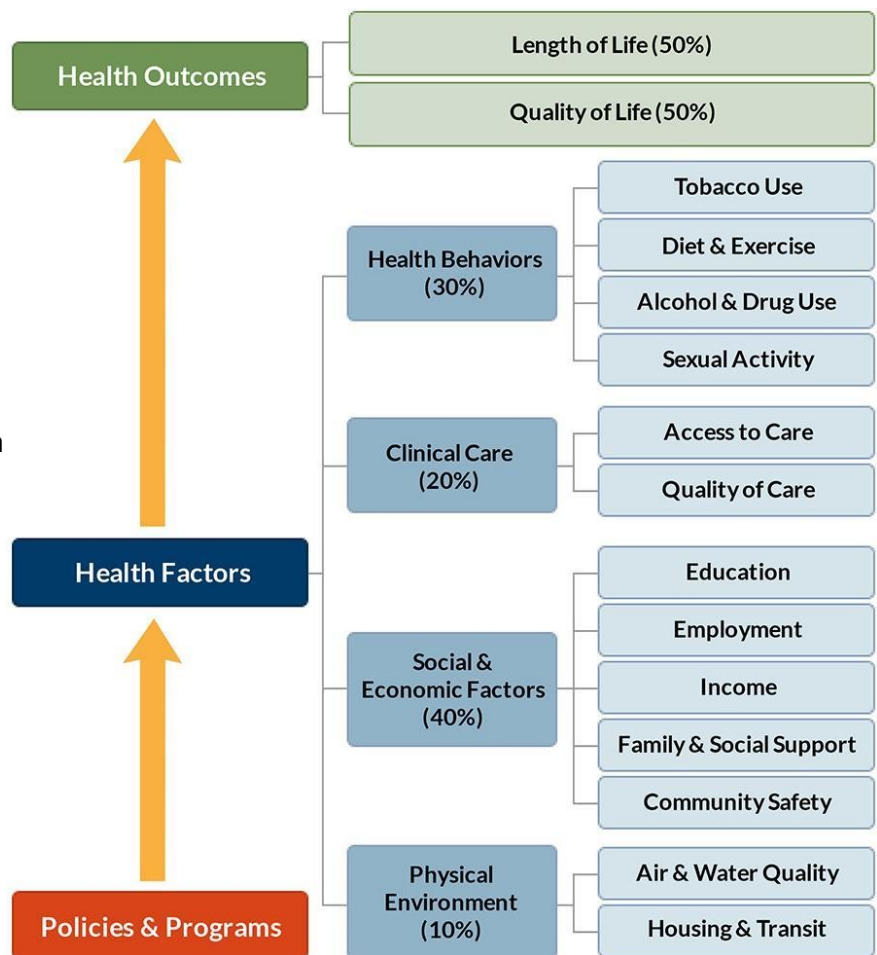 Health Outcomes
Length of Life (50%)
Quality of Life (50%)
Health Behaviors
(30%)
Tobacco Use
Diet & Exercise
Alcohol & Drug Use
Sexual Activity
Clinical Care
(20%)
Access to Care
Quality of Care
Health Factors
Social &
Economic Factors
(40%)
Education
Employment
Income
Family & Social Support
Community Safety
Physical
Environment
(10%)
Air & Water Quality
Housing & Transit
Policies & Programs